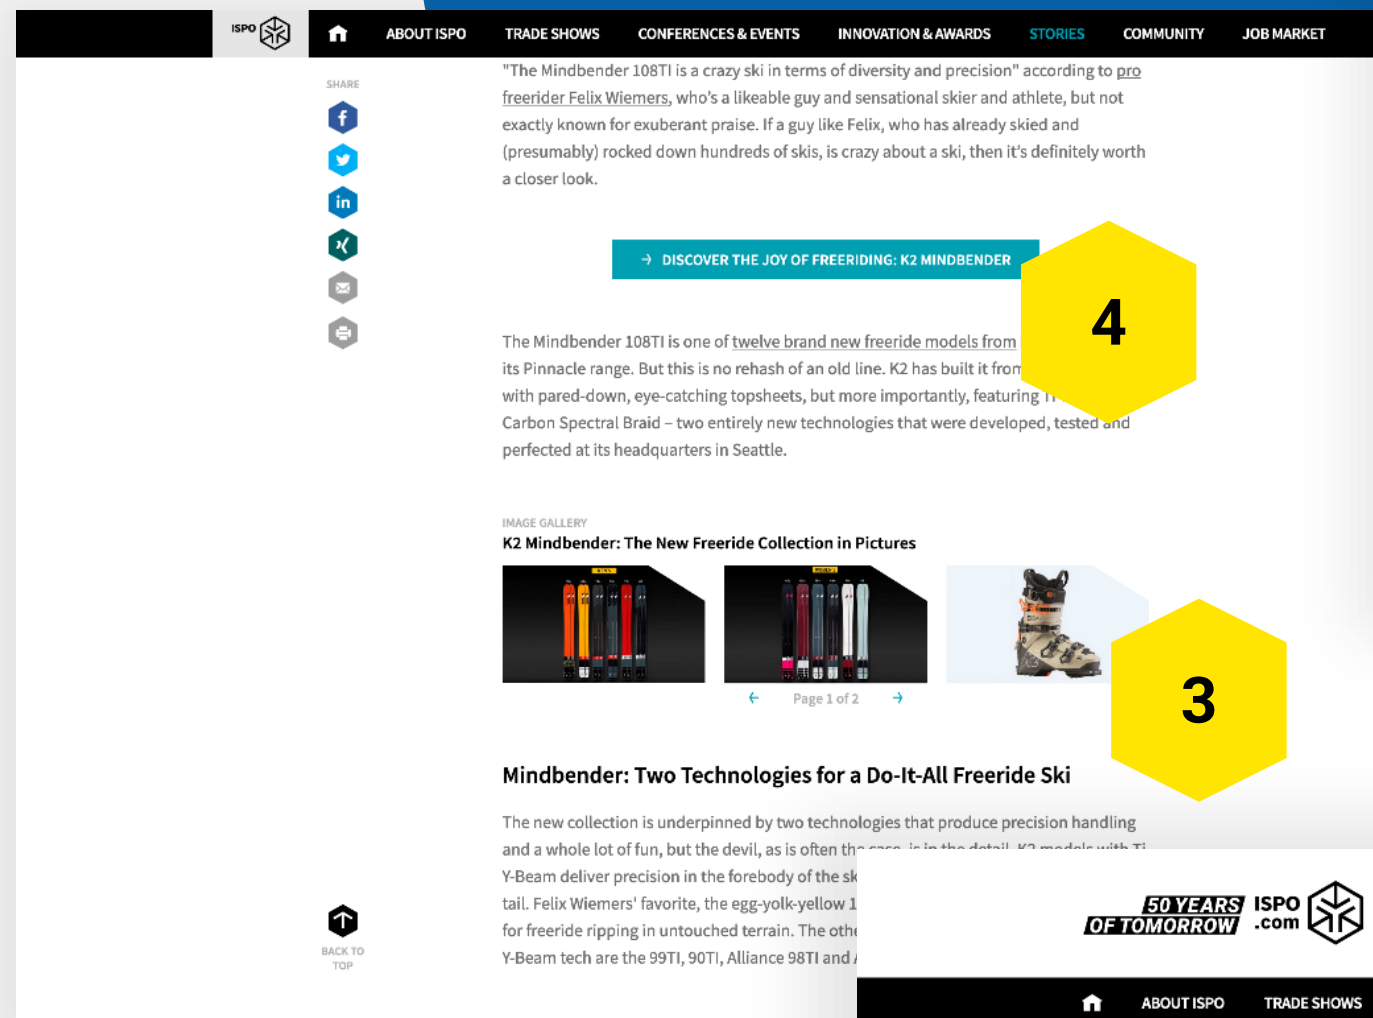 ISPO
ABOUT ISPO
TRADE SHOWS
CONFERENCES & EVENTS
INNOVATION & AWARDS
STORIES
COMMUNITY
JOB MARKET
SHARE
"The Mindbender 108TI is a crazy ski in terms of diversity and precision" according to pro
freerider Felix Wiemers, who's a likeable guy and sensational skier and athlete, but not
exactly known for exuberant praise. If a guy like Felix, who has already skied and
(presumably) rocked down hundreds of skis, is crazy about a ski, then it's definitely worth
a closer look.
→ DISCOVER THE JOY OF FREERIDING: K2 MINDBENDER
4
The Mindbender 108TI is one of twelve brand new freeride models from
its Pinnacle range. But this is no rehash of an old line. K2 has built it from
with pared-down, eye-catching topsheets, but more importantly, featuring
Carbon Spectral Braid – two entirely new technologies that were developed, tested and
perfected at its headquarters in Seattle.
IMAGE GALLERY
K2 Mindbender: The New Freeride Collection in Pictures
← Page 1 of 2 →
3
Mindbender: Two Technologies for a Do-It-All Freeride Ski
The new collection is underpinned by two technologies that produce precision handling
and a whole lot of fun, but the devil, as is often the case, is in the detail. K2 models with Ti
Y-Beam deliver precision in the forebody of the
tail. Felix Wiemers' favorite, the egg-yolk-yellow
for freeride ripping in untouched terrain. The
Y-Beam tech are the 99TI, 90TI, Alliance 98TI and
BACK TO
TOP
50 YEARS
OF TOMORROW
ISPO
.com
ABOUT ISPO
TRADE SHOWS